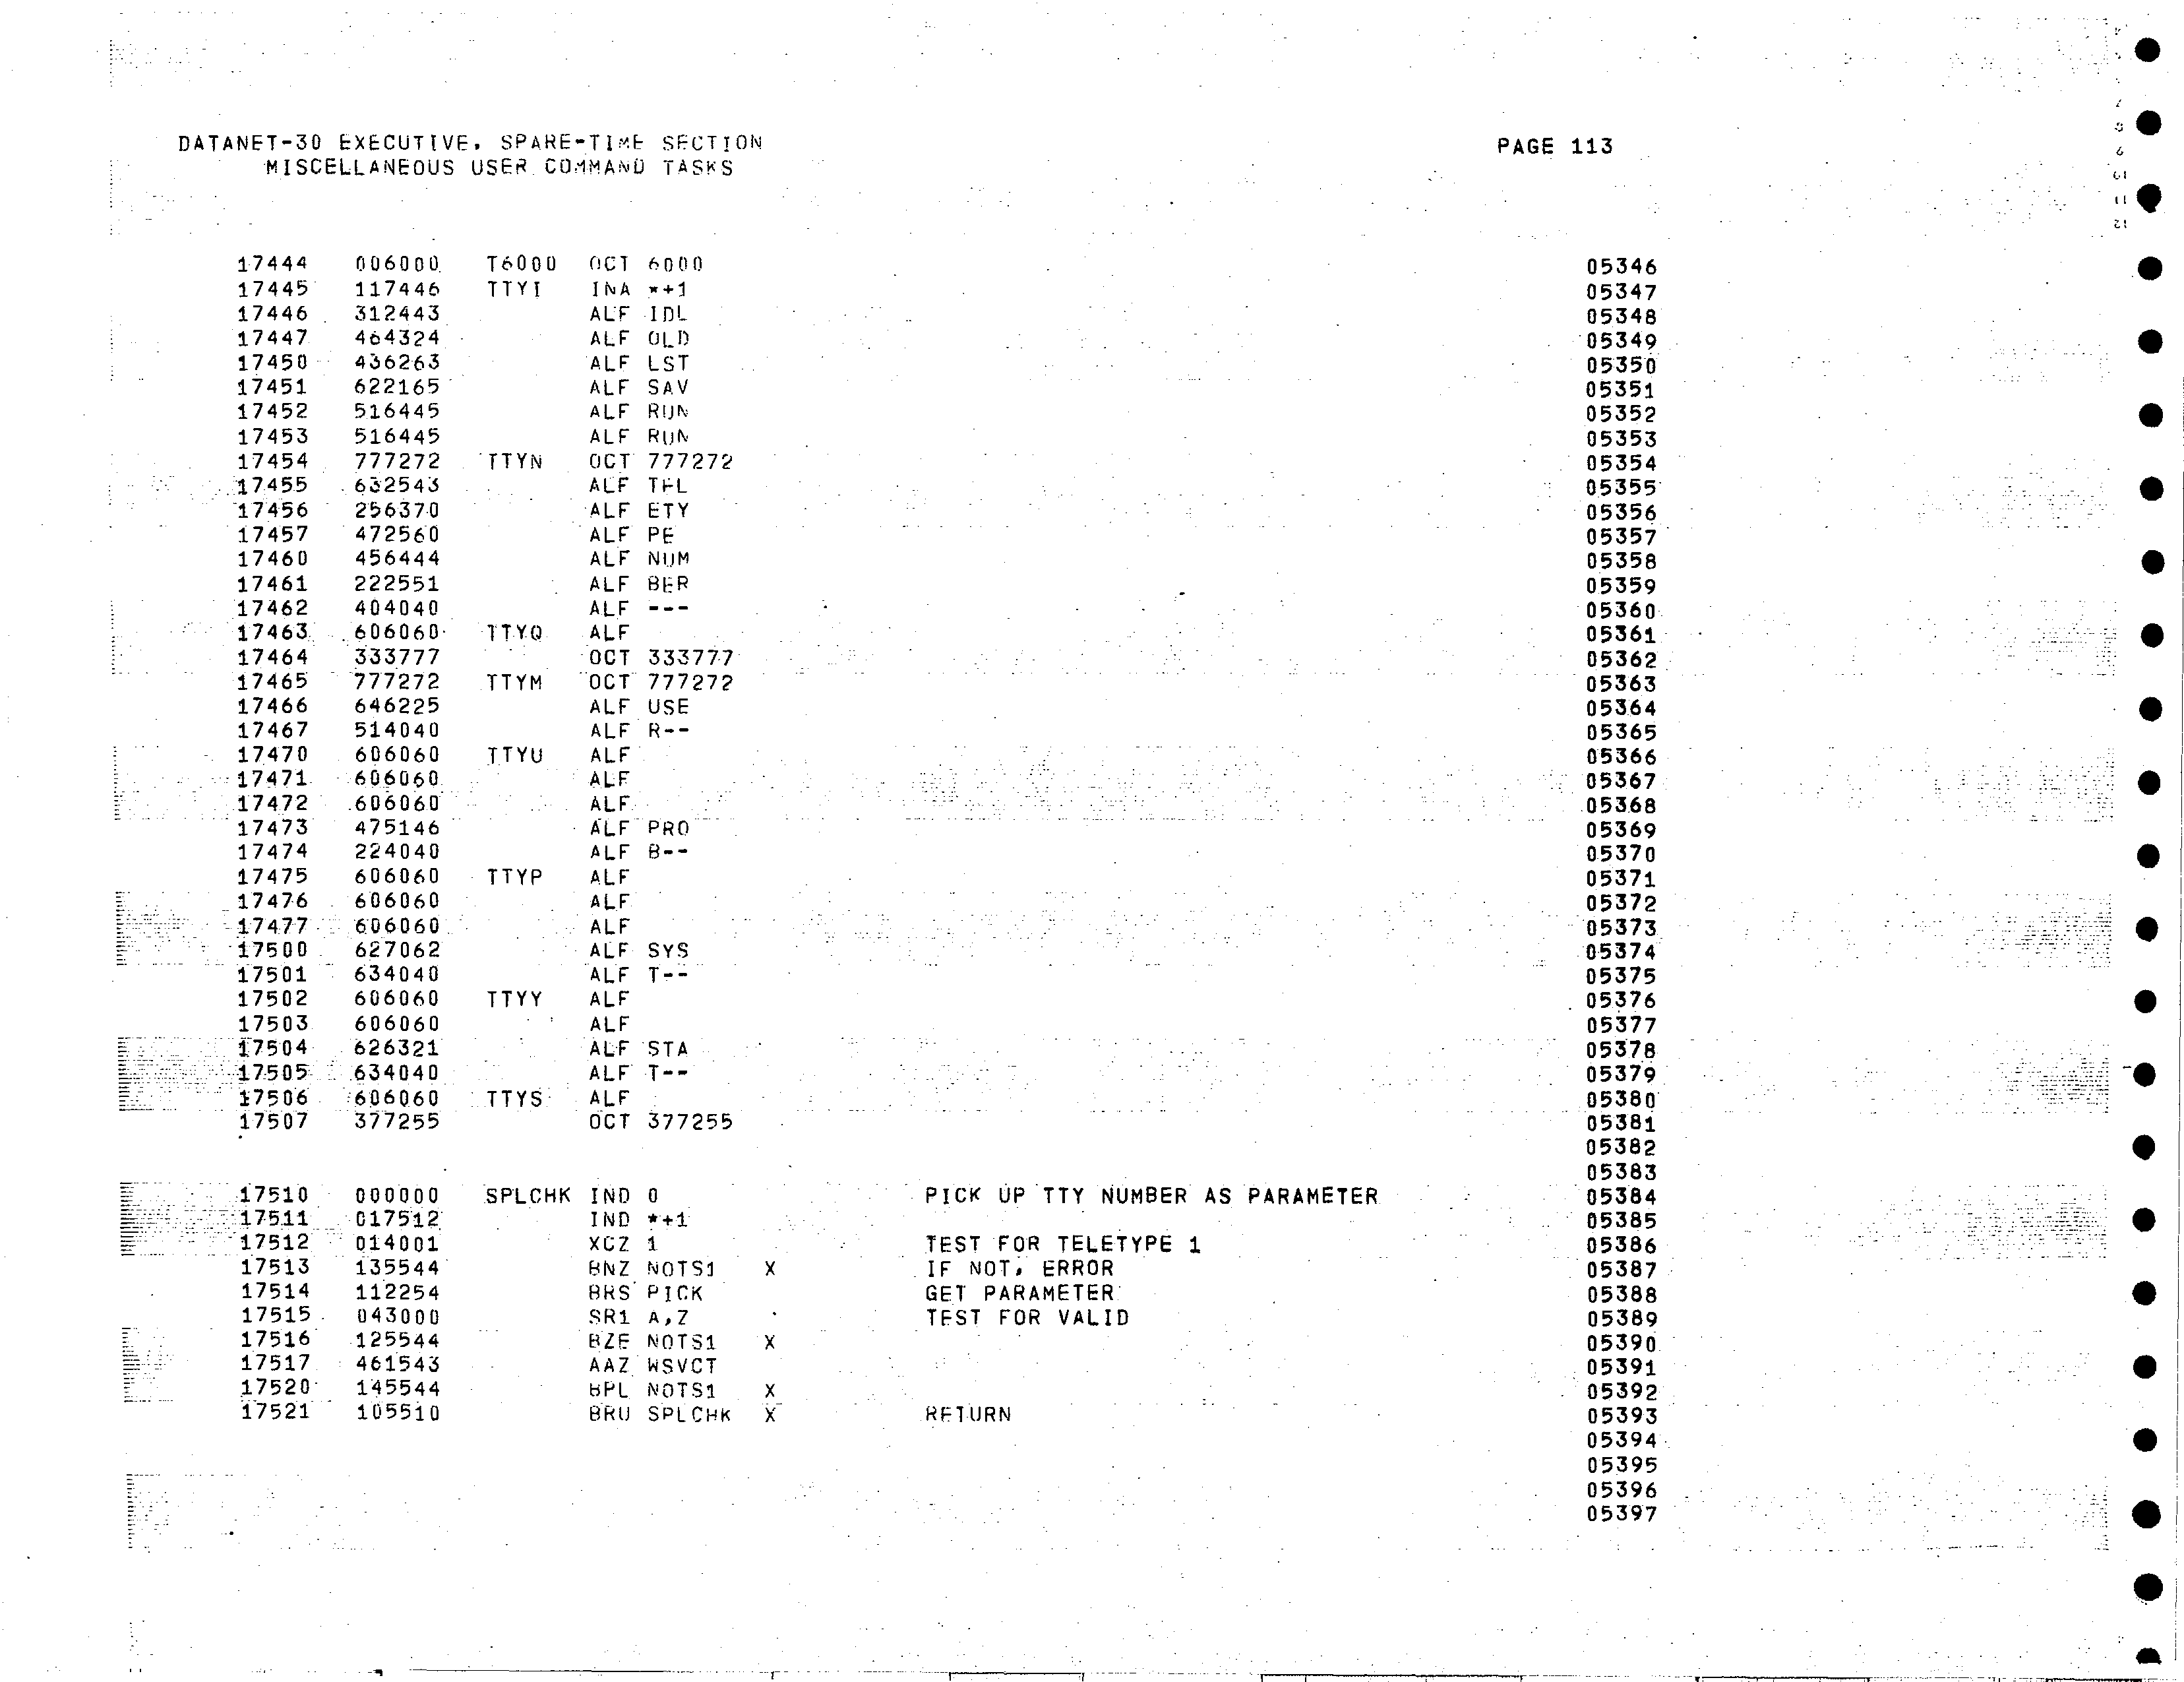 DATANET-30 EXECUTIVE, SPARE-TIME SECTION PAGE 113
MISCELLANEOUS USER COMMAND TASKS
17444 006000 T6000 OCT 6000 05346
17445 117446 TTYI INA *+1 05347
17446 312443 ALF IDL 05348
17447 464324 ALF OLD 05349
17450 436263 ALF LST 05350
17451 622165 ALF SAV 05351
17452 516445 ALF RUN 05352
17453 516445 ALF RUN 05353
17454 777272 TTYN OCT 777272 05354
17455 632543 ALF TEL 05355
17456 256370 ALF ETY 05356
17457 472560 ALF PE 05357
17460 456444 ALF NUM 05358
17461 222551 ALF BER 05359
17462 404040 ALF --- 05360
17463 606060 TTYQ ALF 05361
17464 333777 OCT 333777 05362
17465 777272 TTYM OCT 777272 05363
17466 646225 ALF USE 05364
17467 514040 ALF R-- 05365
17470 606060 TTYU ALF 05366
17471 606060 ALF 05367
17472 606060 ALF 05368
17473 475146 ALF PRO 05369
17474 224040 ALF B-- 05370
17475 606060 TTYP ALF 05371
17476 606060 ALF 05372
17477 606060 ALF 05373
17500 627062 ALF SYS 05374
17501 634040 ALF T-- 05375
17502 606060 TTYY ALF 05376
17503 606060 ALF 05377
17504 626321 ALF STA 05378
17505 634040 ALF T-- 05379
17506 606060 TTYS ALF 05380
17507 377255 OCT 377255 05381
05382
05383
17510 000000 SPLCHK IND 0 PICK UP TTY NUMBER AS PARAMETER 05384
17511 017512 IND *+1 05385
17512 014001 XCZ 1 TEST FOR TELETYPE 1 05386
17513 135544 BNZ NOTS1 X IF NOT, ERROR 05387
17514 112254 BRS PICK GET PARAMETER 05388
17515 043000 SR1 A,Z TEST FOR VALID 05389
17516 125544 BZE NOTS1 X 05390
17517 461543 AAZ WSVCT 05391
17520 145544 BPL NOTS1 X 05392
17521 105510 BRU SPLCHK X RETURN 05393
05394
05395
05396
05397